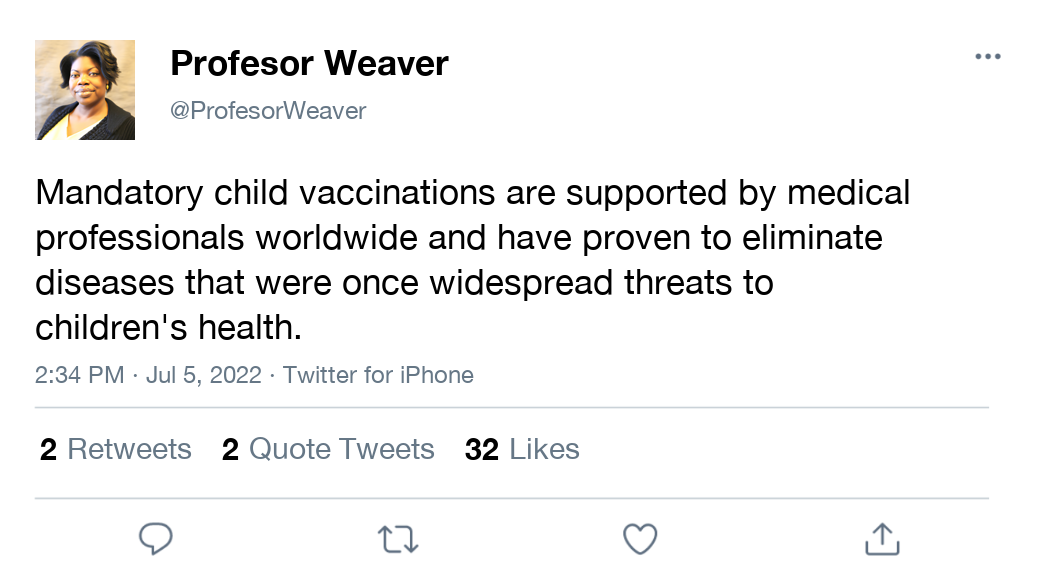 Profesor Weaver
@ProfesorWeaver
Mandatory child vaccinations are supported by medical
professionals worldwide and have proven to eliminate
diseases that were once widespread threats to
children's health.
2:34 PM · Jul 5, 2022 · Twitter for iPhone
2 Retweets 2 Quote Tweets 32 Likes